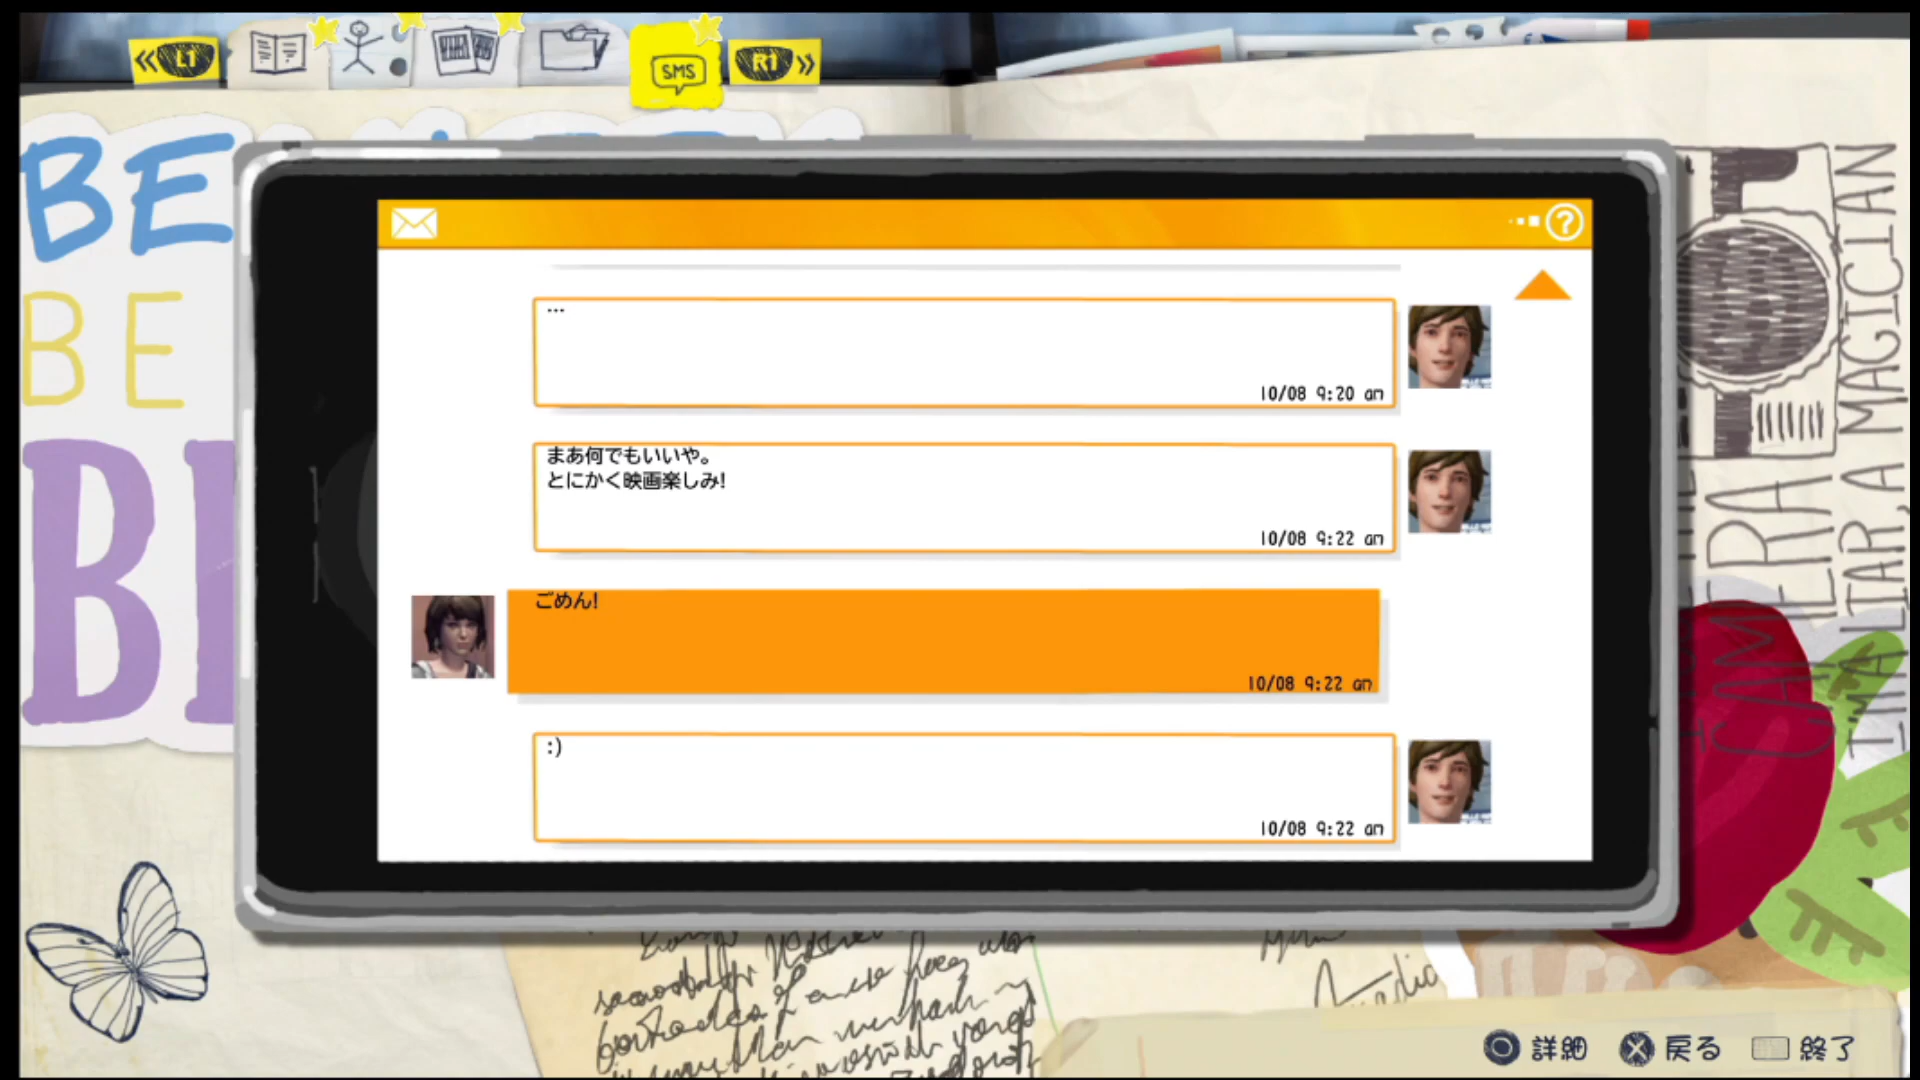 L1
SMS
R1
BE
BE
...
10/08 9:20 am
まあ何でもいいや。
とにかく映画楽しみ!
10/08 9:22 am
ごめん!
10/08 9:22 am
:)
10/08 9:22 am
?
CAMERA
LIAR, A MAGICIAN
詳細
戻る
終了